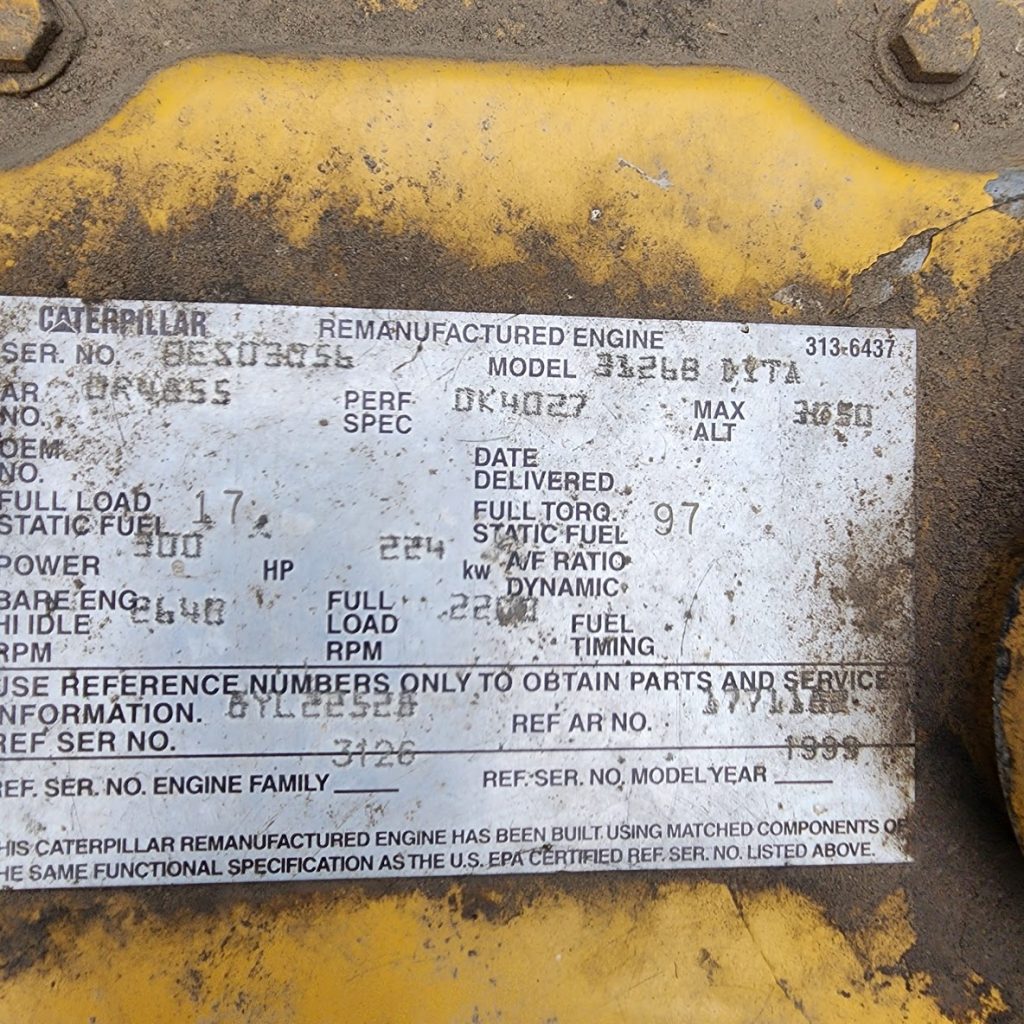 CATERPILLAR REMANUFACTURED ENGINE 313-6437
SER. NO. BES03056 MODEL 3126B DITA
AR NO. 0R4855 PERF SPEC 0K4027 MAX ALT 3050
OEM NO. DATE DELIVERED
FULL LOAD STATIC FUEL 17 FULL TORQ. STATIC FUEL 97
POWER 300 HP 224 kw A/F RATIO DYNAMIC
BARE ENG HI IDLE RPM 2640 FULL LOAD RPM 2200 FUEL TIMING
USE REFERENCE NUMBERS ONLY TO OBTAIN PARTS AND SERVICE
NFORMATION.
REF SER NO. 6YL22528 REF AR NO.
REF. SER. NO. ENGINE FAMILY 3126 REF. SER. NO. MODEL YEAR 1999
HIS CATERPILLAR REMANUFACTURED ENGINE HAS BEEN BUILT USING MATCHED COMPONENTS OF
HE SAME FUNCTIONAL SPECIFICATION AS THE U.S. EPA CERTIFIED REF. SER. NO. LISTED ABOVE.